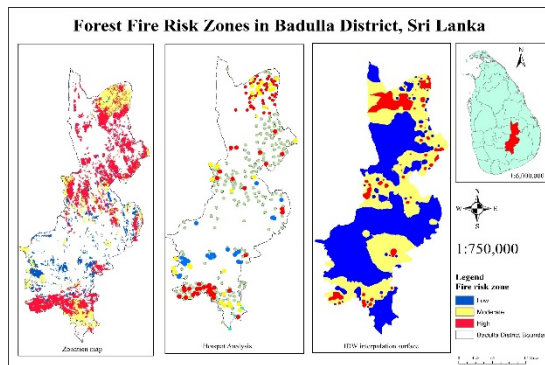 Forest Fire Risk Zones in Badulla District, Sri Lanka
N
1:6,000,000
N
W E
S
1:750,000
Legend
Fire risk zone
Low
Moderate
High
Badulla District Boundary
Zonation map
Hotspot Analysis
IDW interpolation surface